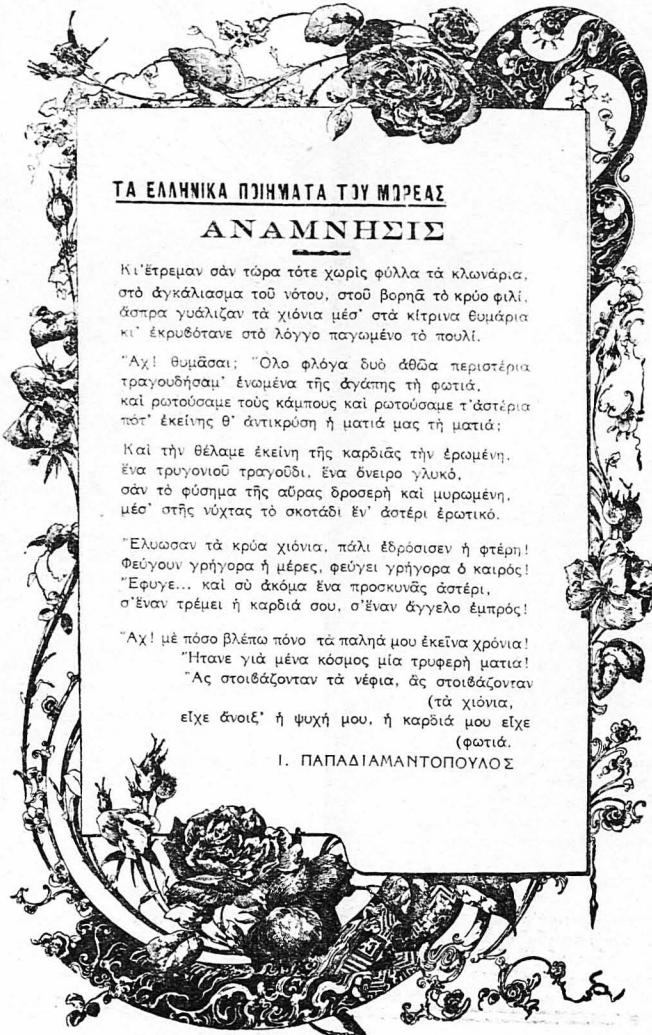 ΤΑ ΕΛΛΗΝΙΚΑ ΠΟΙΗΜΑΤΑ ΤΟΥ ΜΩΡΕΑΣ
ΑΝΑΜΝΗΣΙΣ
Κι' ἔτρεμαν σὰν τώρα τότε χωρὶς φύλλα τὰ κλωνάρια,
στὸ ἀγκάλιασμα τοῦ νότου, στοῦ βορηᾶ τὸ κρύο φιλί,
ἄσπρα γυάλιζαν τὰ χιόνια μέσ' στὰ κίτρινα θυμάρια
κι' ἐκρυβότανε στὸ λόγγο παγωμένο τὸ πουλί.
Ἄχ! θυμᾶσαι; Ὅλο φλόγα δυὸ ἀθῶα περιστέρια
τραγουδήσαμ' ἑνωμένα τῆς ἀγάπης τὴ φωτιά,
καὶ ρωτούσαμε τοὺς κάμπους καὶ ρωτούσαμε τ' ἀστέρια
πότ' ἐκείνης θ' ἀντικρύση ἡ ματιά μας τὴ ματιά;
Καὶ τὴν θέλαμε ἐκείνη τῆς καρδιᾶς τὴν ἐρωμένη,
ἕνα τρυγονιοῦ τραγοῦδι, ἕνα ὄνειρο γλυκό,
σὰν τὸ φύσημα τῆς αὔρας δροσερὴ καὶ μυρωμένη,
μέσ' στῆς νύχτας τὸ σκοτάδι ἕν' ἀστέρι ἐρωτικό.
Ἔλυωσαν τὰ κρύα χιόνια, πάλι ἐδρόσισεν ἡ φτέρη!
Φεύγουν γρήγορα ἡ μέρες, φεύγει γρήγορα ὁ καιρός!
Ἔφυγε... καὶ σὺ ἀκόμα ἕνα προσκυνᾶς ἀστέρι,
σ' ἕναν τρέμει ἡ καρδιά σου, σ' ἕναν ἄγγελο ἐμπρός!
Ἄχ! μὲ πόσο βλέπω πόνο τὰ παληά μου ἐκεῖνα χρόνια!
Ἤτανε γιὰ μένα κόσμος μία τρυφερὴ ματιά!
Ἂς στοιβάζονταν τὰ νέφια, ἂς στοιβάζονταν
(τὰ χιόνια,
εἶχε ἄνοιξ' ἡ ψυχή μου, ἡ καρδιά μου εἶχε
(φωτιά.
Ι. ΠΑΠΑΔΙΑΜΑΝΤΟΠΟΥΛΟΣ